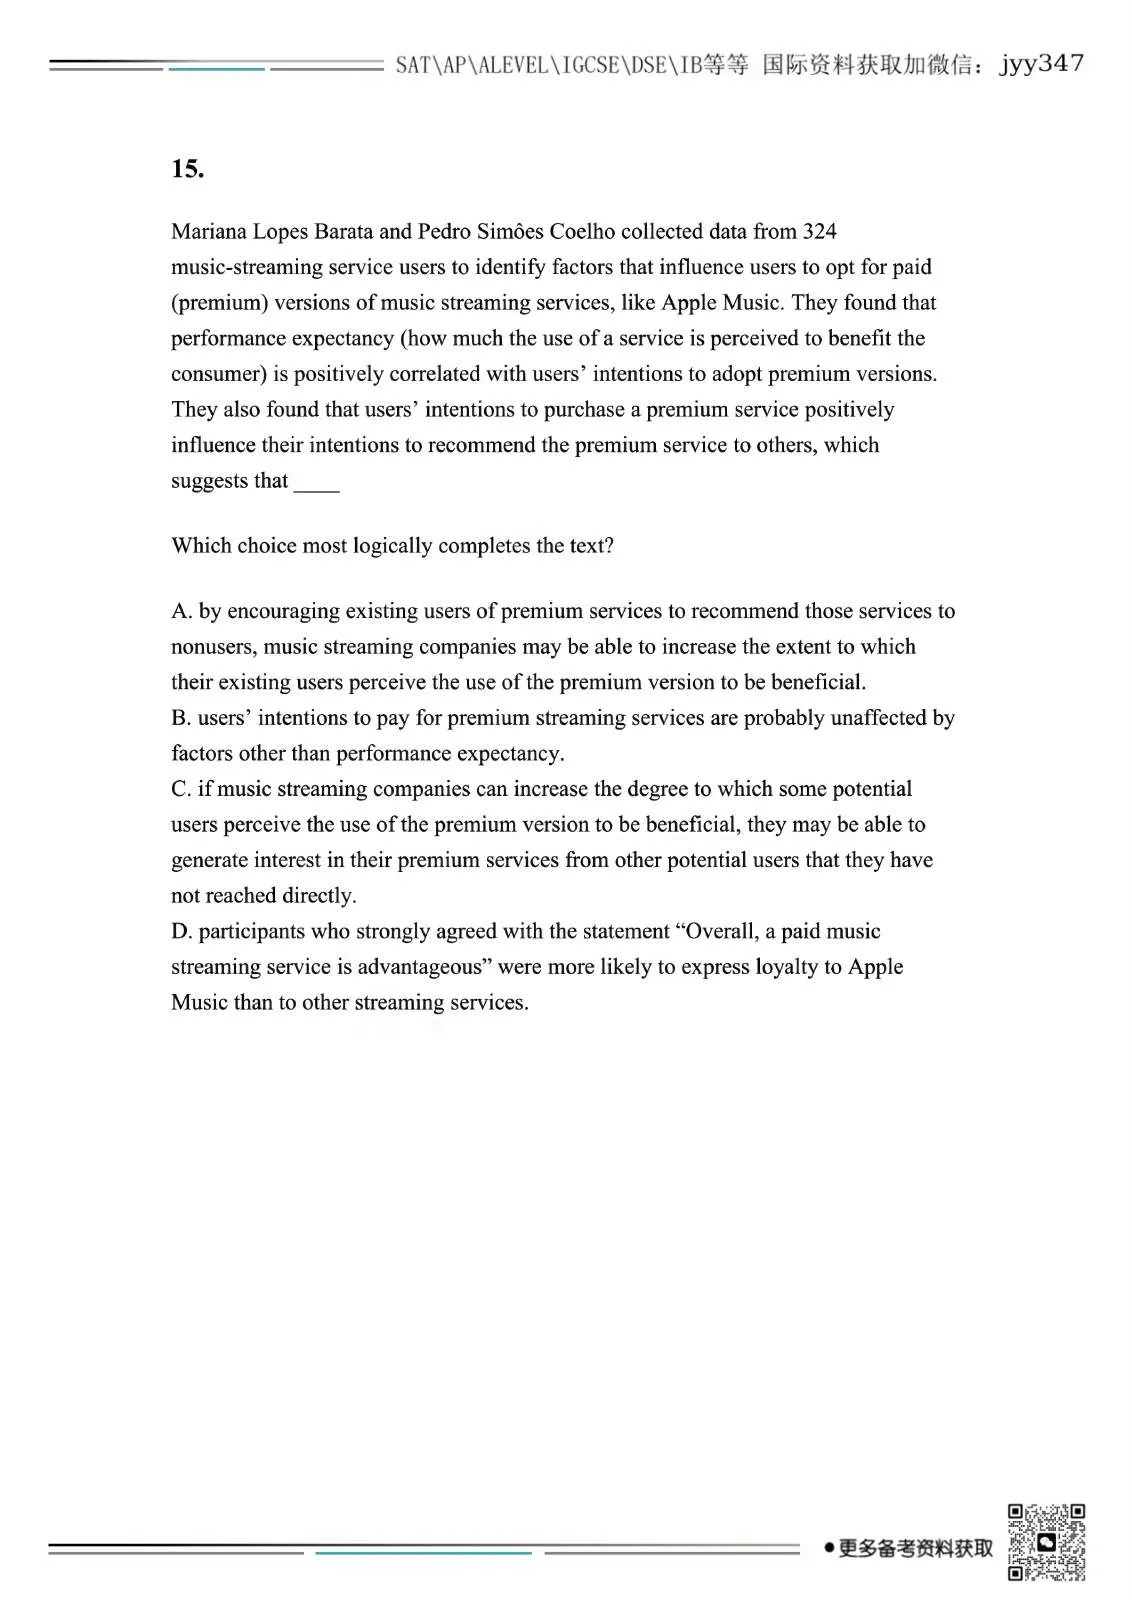 SAT\AP\ALEVEL\IGCSE\DSE\IB等等 国际资料获取加微信: jyy347
15.
Mariana Lopes Barata and Pedro Simôes Coelho collected data from 324
music-streaming service users to identify factors that influence users to opt for paid
(premium) versions of music streaming services, like Apple Music. They found that
performance expectancy (how much the use of a service is perceived to benefit the
consumer) is positively correlated with users’ intentions to adopt premium versions.
They also found that users’ intentions to purchase a premium service positively
influence their intentions to recommend the premium service to others, which
suggests that ____
Which choice most logically completes the text?
A. by encouraging existing users of premium services to recommend those services to
nonusers, music streaming companies may be able to increase the extent to which
their existing users perceive the use of the premium version to be beneficial.
B. users’ intentions to pay for premium streaming services are probably unaffected by
factors other than performance expectancy.
C. if music streaming companies can increase the degree to which some potential
users perceive the use of the premium version to be beneficial, they may be able to
generate interest in their premium services from other potential users that they have
not reached directly.
D. participants who strongly agreed with the statement “Overall, a paid music
streaming service is advantageous” were more likely to express loyalty to Apple
Music than to other streaming services.
●更多备考资料获取